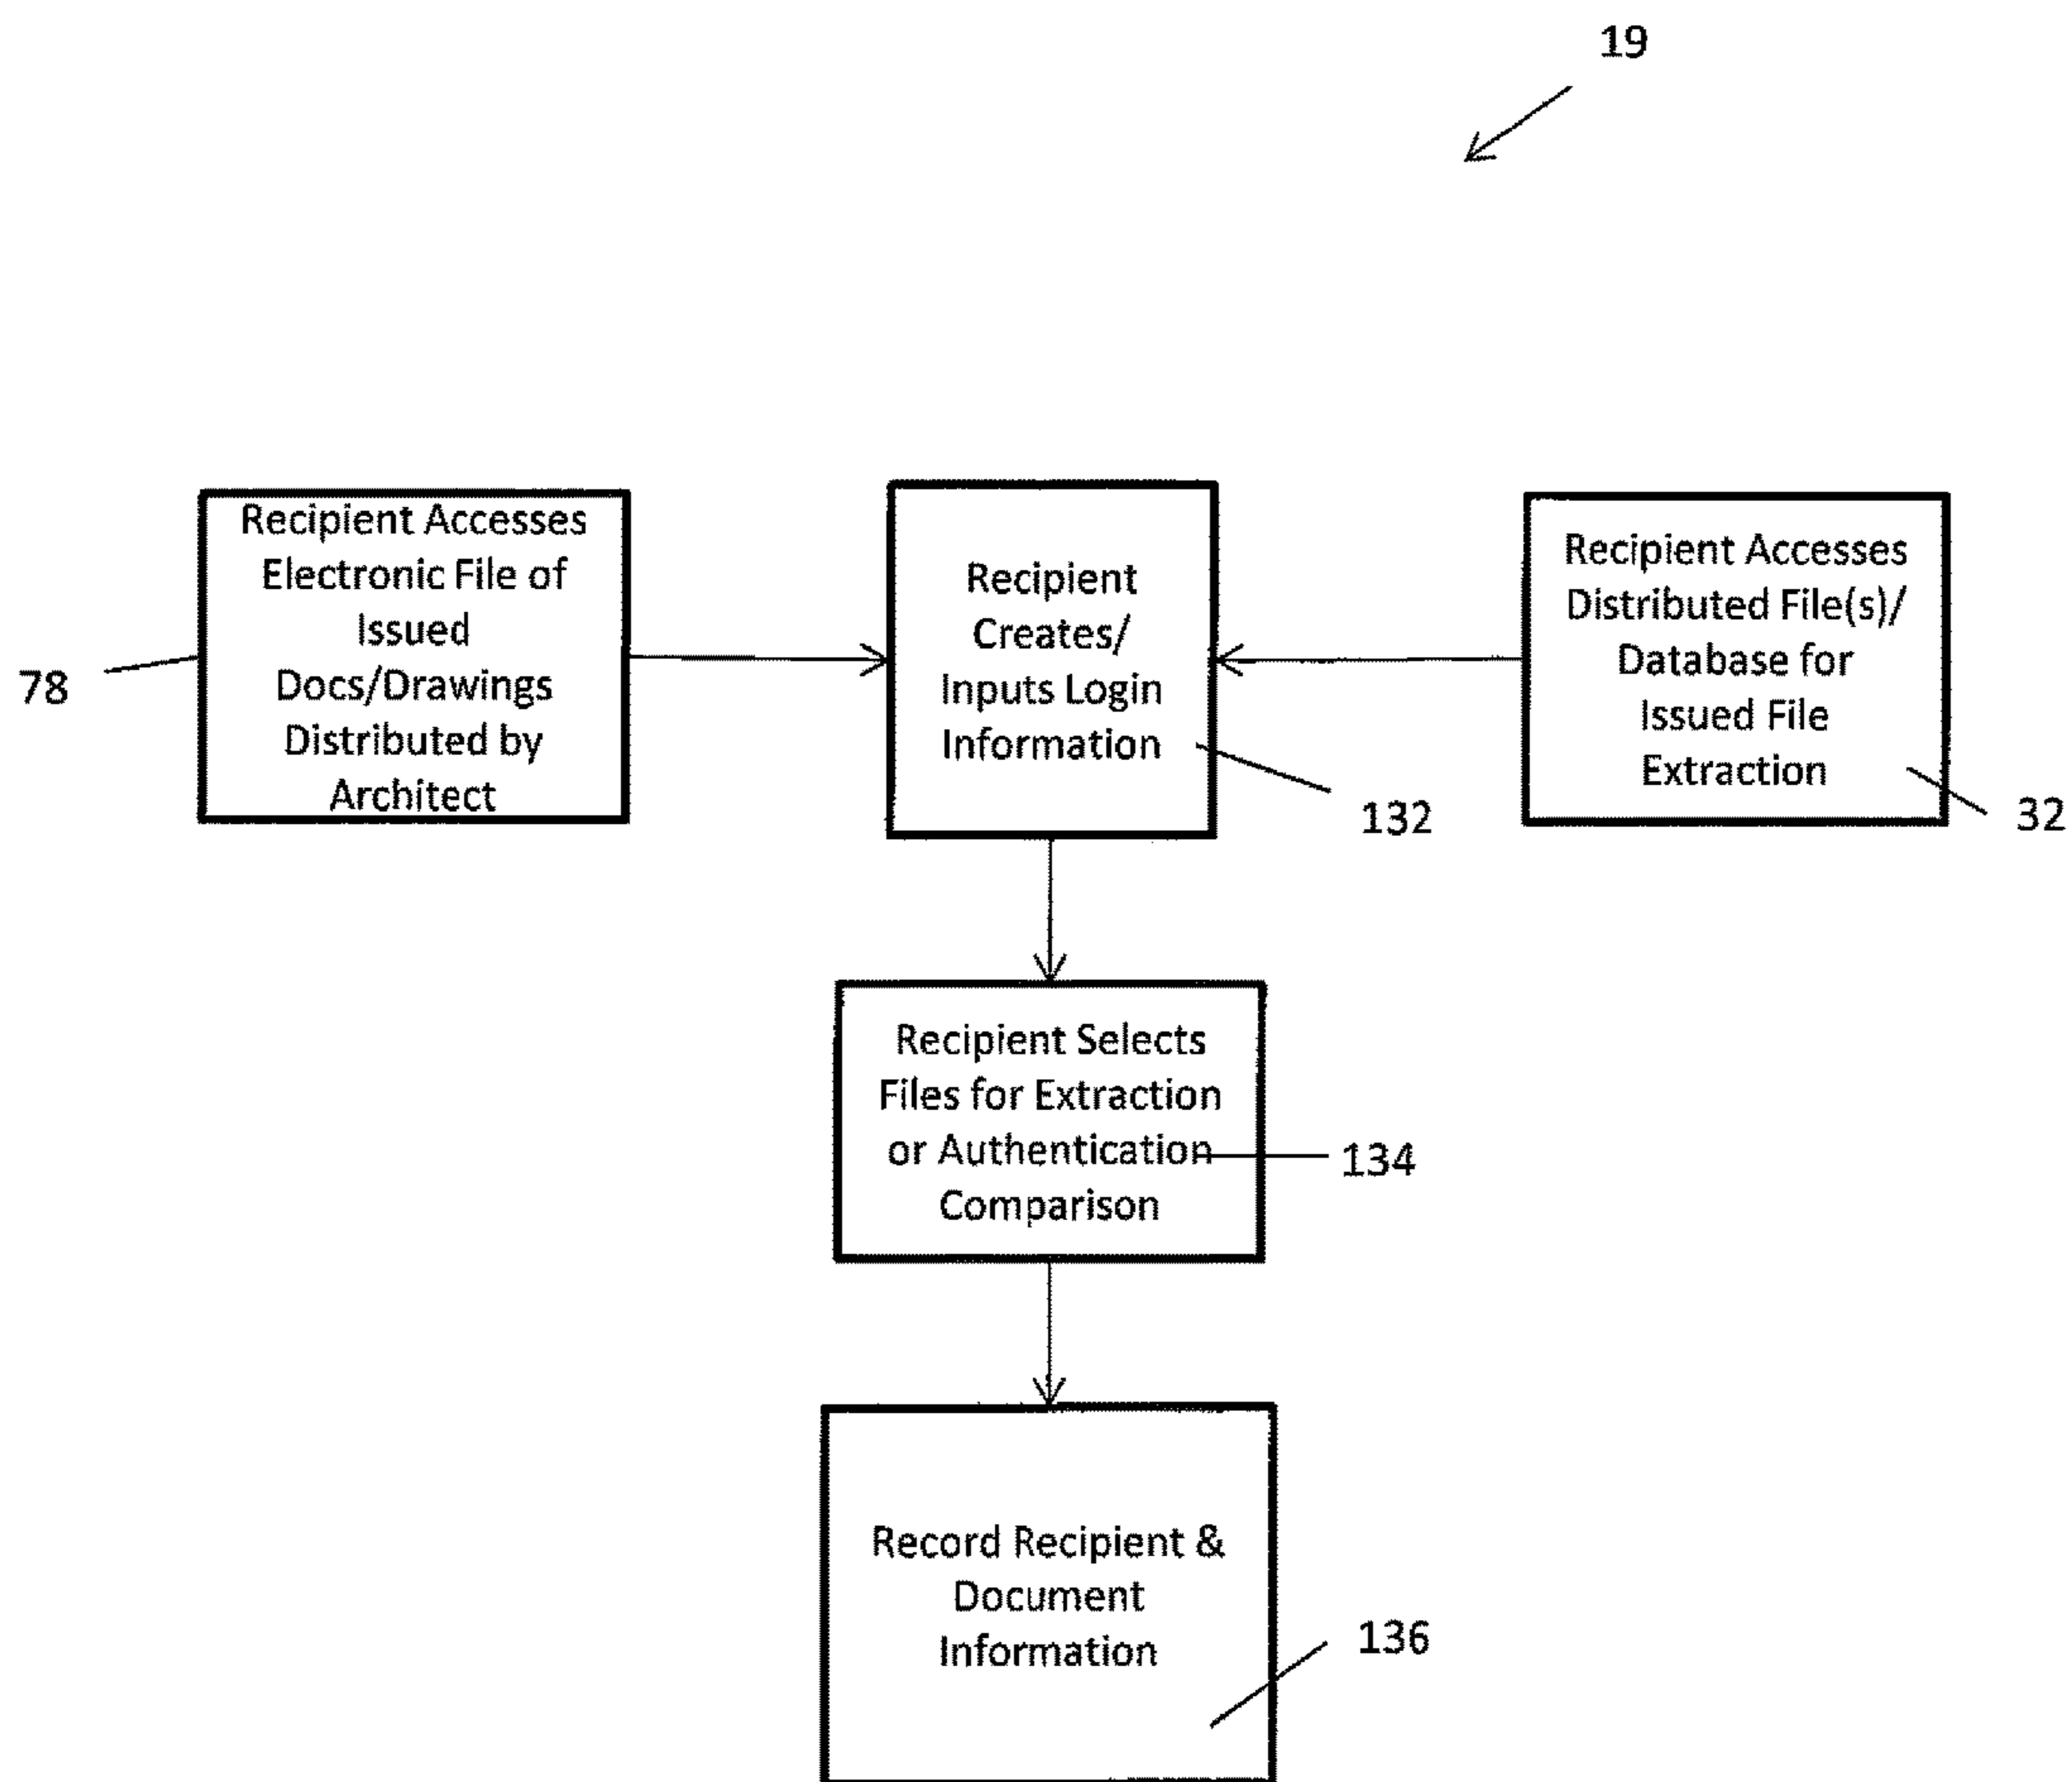 19
Recipient Accesses
Electronic File of
Issued
Docs/Drawings
Distributed by
Architect
78
Recipient
Creates/
Inputs Login
Information
132
Recipient Accesses
Distributed File(s)/
Database for
Issued File
Extraction
32
Recipient Selects
Files for Extraction
or Authentication
Comparison
134
Record Recipient &
Document
Information
136